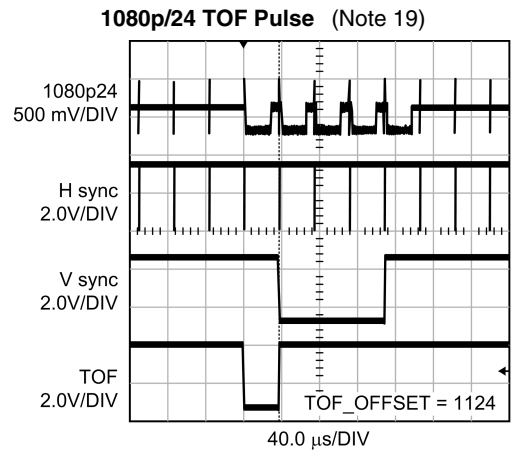 1080p/24 TOF Pulse (Note 19)
1080p24
500 mV/DIV
H sync
2.0V/DIV
V sync
2.0V/DIV
TOF
2.0V/DIV
TOF_OFFSET = 1124
40.0 µs/DIV